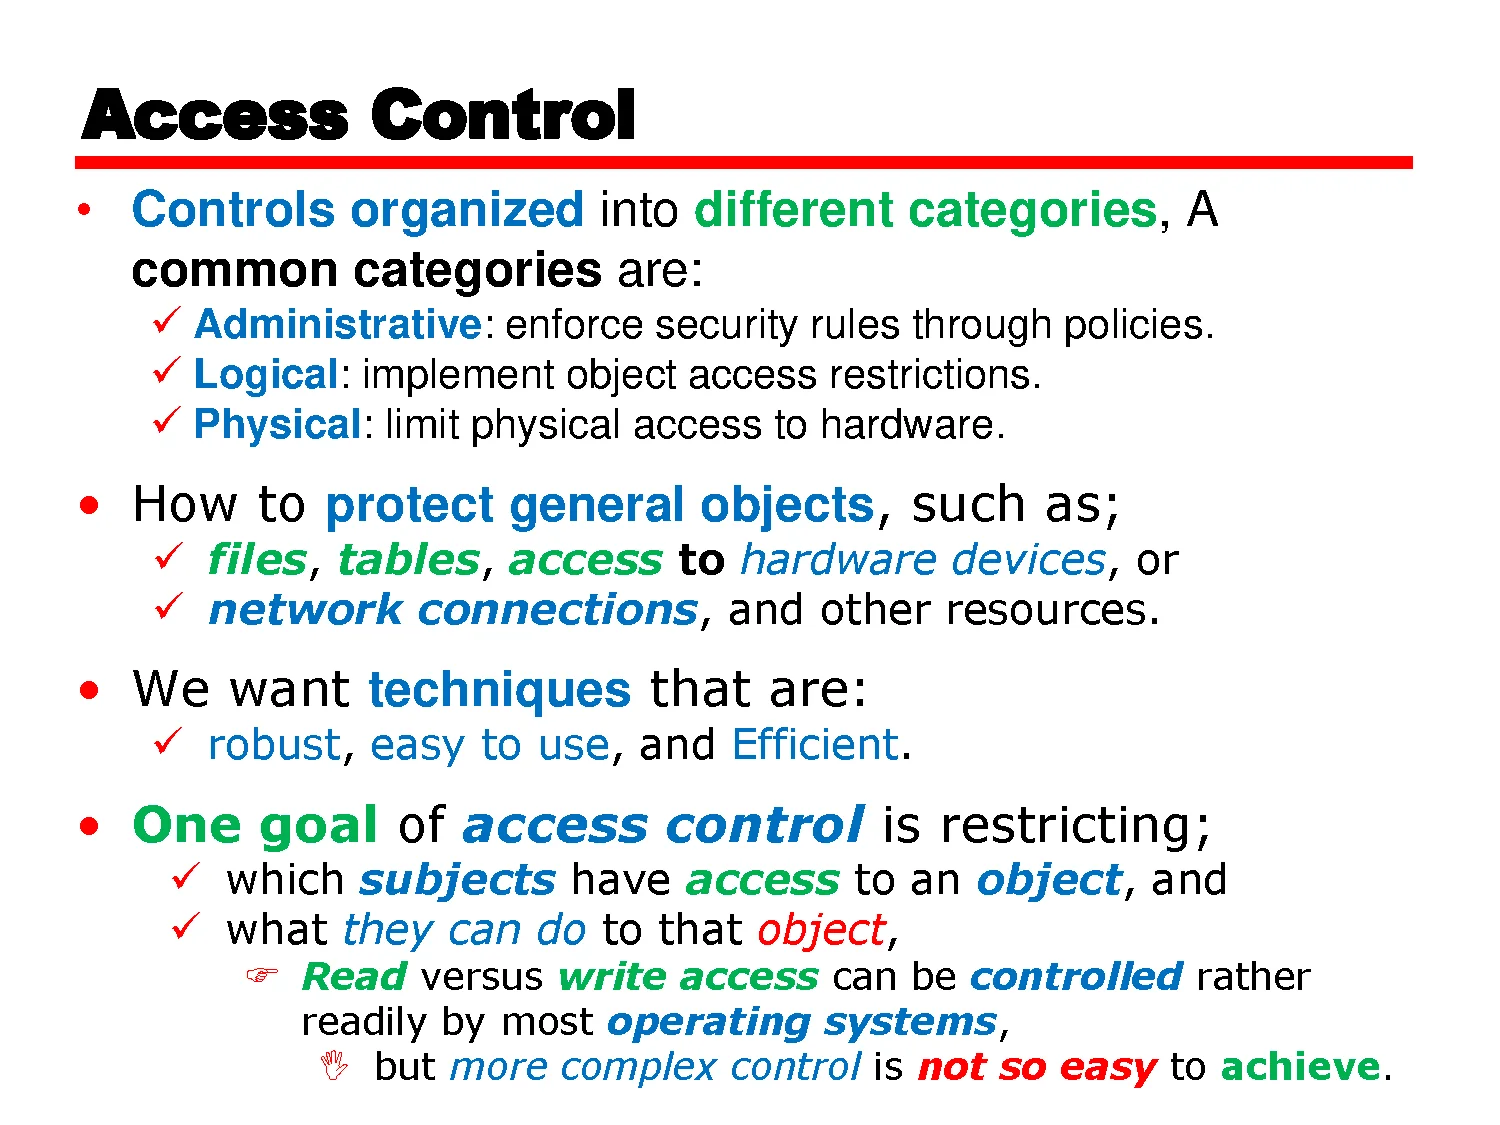 Access Control
• Controls organized into different categories, A
common categories are:
✓ Administrative: enforce security rules through policies.
✓ Logical: implement object access restrictions.
✓ Physical: limit physical access to hardware.
• How to protect general objects, such as;
✓ files, tables, access to hardware devices, or
✓ network connections, and other resources.
• We want techniques that are:
✓ robust, easy to use, and Efficient.
• One goal of access control is restricting;
✓ which subjects have access to an object, and
✓ what they can do to that object,
☞ Read versus write access can be controlled rather
readily by most operating systems,
🖐 but more complex control is not so easy to achieve.